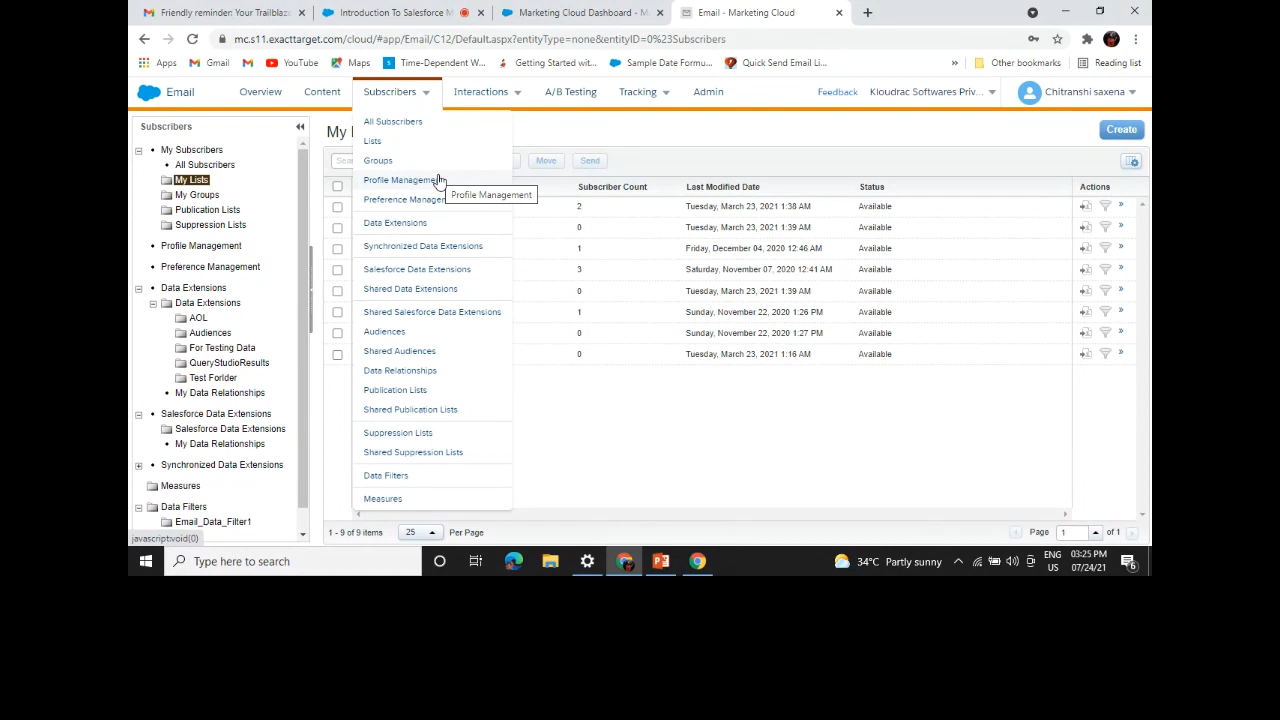 Friendly reminder: Your Trailblaze
Introduction To Salesforce M
Marketing Cloud Dashboard - M
Email - Marketing Cloud
mc.s11.exacttarget.com/cloud/#app/Email/C12/Default.aspx?entityType=none&entityID=0%23Subscribers
Apps
Gmail
YouTube
Maps
Time-Dependent W...
Getting Started wit...
Sample Date Formu...
Quick Send Email Li...
»
Other bookmarks
Reading list
Email
Overview
Content
Subscribers
Interactions
A/B Testing
Tracking
Admin
Feedback
Kloudrac Softwares Priv...
Chitranshi saxena
Subscribers
My Subscribers
All Subscribers
My Lists
My Groups
Publication Lists
Suppression Lists
Profile Management
Preference Management
Data Extensions
Data Extensions
AOL
Audiences
For Testing Data
QueryStudioResults
Test Forlder
My Data Relationships
Salesforce Data Extensions
Salesforce Data Extensions
My Data Relationships
Synchronized Data Extensions
Measures
Data Filters
Email_Data_Filter1
javascript:void(0)
All Subscribers
Lists
Groups
Profile Management
Preference Managem
Data Extensions
Synchronized Data Extensions
Salesforce Data Extensions
Shared Data Extensions
Shared Salesforce Data Extensions
Audiences
Shared Audiences
Data Relationships
Publication Lists
Shared Publication Lists
Suppression Lists
Shared Suppression Lists
Data Filters
Measures
Profile Management
My
Create
Sear
Move
Send
Subscriber Count Last Modified Date Status Actions
2 Tuesday, March 23, 2021 1:38 AM Available »
0 Tuesday, March 23, 2021 1:39 AM Available »
1 Friday, December 04, 2020 12:46 AM Available »
3 Saturday, November 07, 2020 12:41 AM Available »
0 Tuesday, March 23, 2021 1:39 AM Available »
1 Sunday, November 22, 2020 1:26 PM Available »
0 Sunday, November 22, 2020 1:27 PM Available »
0 Tuesday, March 23, 2021 1:16 AM Available »
1 - 9 of 9 items 25 Per Page
Page 1 of 1
Type here to search
34°C Partly sunny
ENG
US
03:25 PM
07/24/21
6